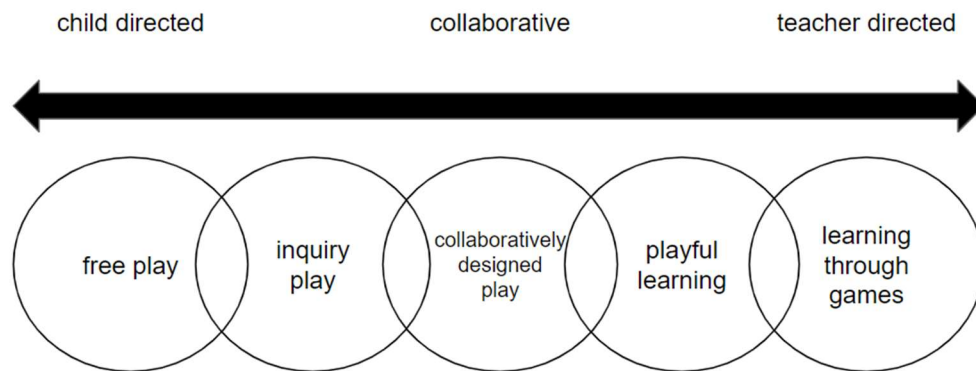 child directed
collaborative
teacher directed
free play
inquiry
play
collaboratively
designed
play
playful
learning
learning
through
games